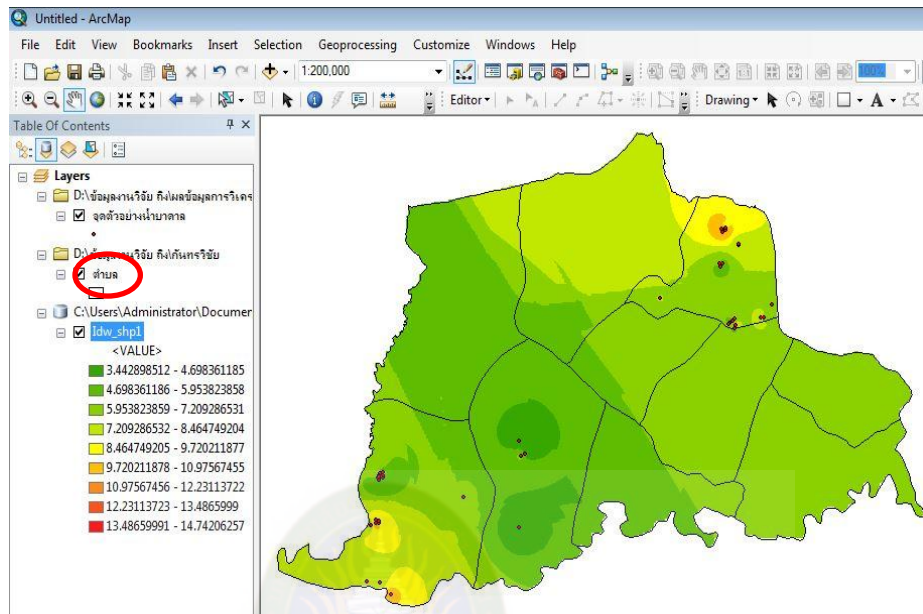 Untitled - ArcMap
File Edit View Bookmarks Insert Selection Geoprocessing Customize Windows Help
1:200,000
100%
Editor
Drawing
A
Table Of Contents
Layers
D:\ข้อมูลงานวิจัย กิ่ง\ผลข้อมูลการวิเคร
จุดตัวอย่างน้ำบาดาล
D:\ข้อมูลงานวิจัย กิ่ง\กันทรวิชัย
ตำบล
C:\Users\Administrator\Documer
Idw_shp1
<VALUE>
3.442898512 - 4.698361185
4.698361186 - 5.953823858
5.953823859 - 7.209286531
7.209286532 - 8.464749204
8.464749205 - 9.720211877
9.720211878 - 10.97567455
10.97567456 - 12.23113722
12.23113723 - 13.4865999
13.48659991 - 14.74206257